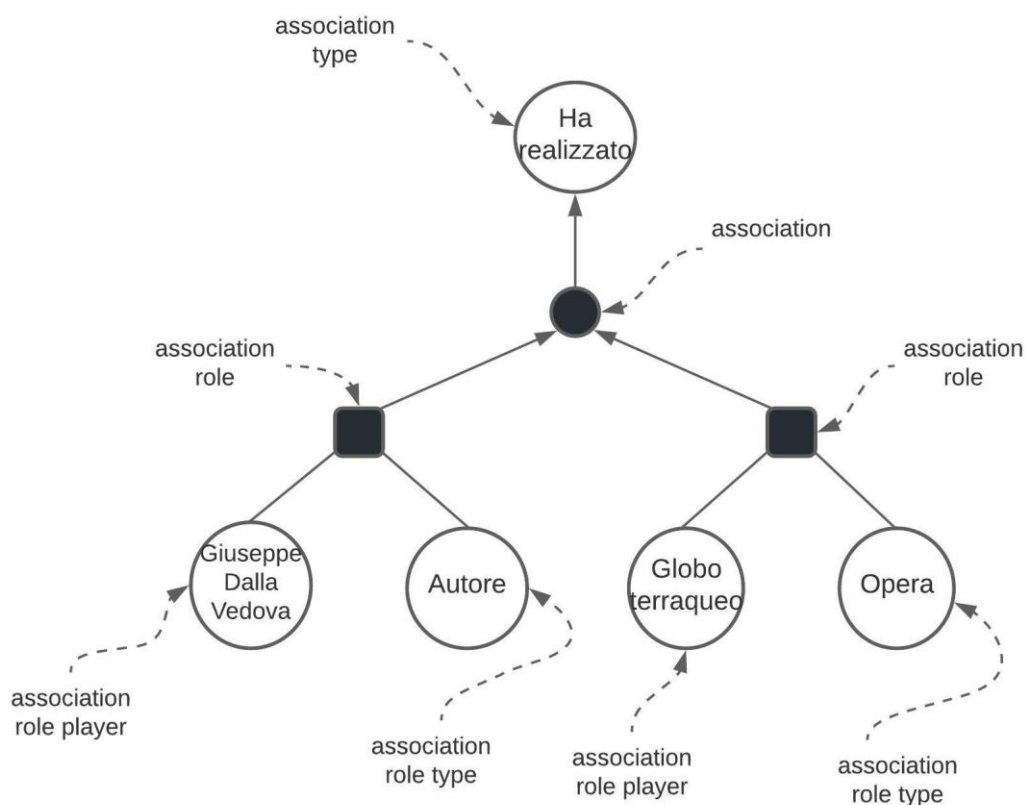 association
type
Ha
realizzato
association
association
role
association
role
Giuseppe
Dalla
Vedova
Autore
Globo
terraqueo
Opera
association
role player
association
role type
association
role player
association
role type